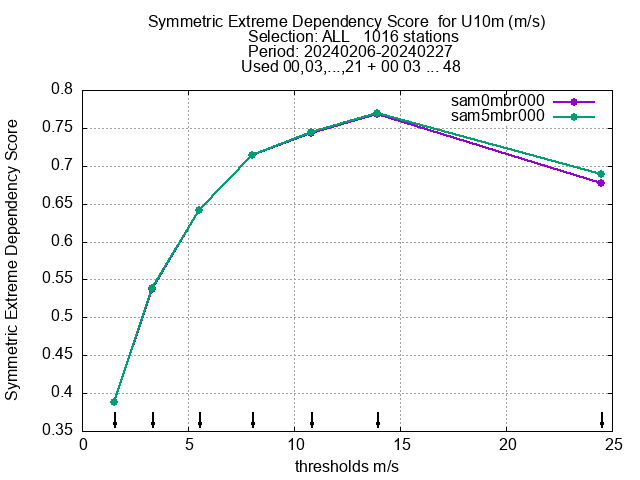 Symmetric Extreme Dependency Score  for U10m (m/s)
Selection: ALL   1016 stations
Period: 20240206-20240227
Used 00,03,...,21 + 00 03 ... 48
sam0mbr000
sam5mbr000
Symmetric Extreme Dependency Score
0.8
0.75
0.7
0.65
0.6
0.55
0.5
0.45
0.4
0.35
0
5
10
15
20
25
thresholds m/s